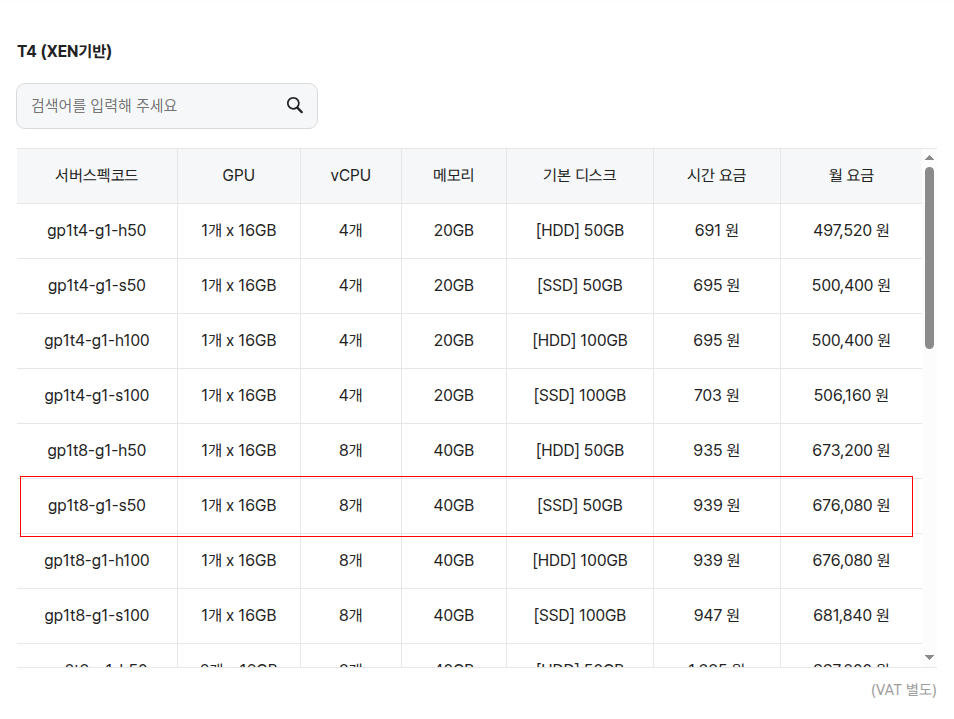 T4 (XEN기반)
검색어를 입력해 주세요
서버스펙코드 GPU vCPU 메모리 기본 디스크 시간 요금 월 요금
gp1t4-g1-h50 1개 x 16GB 4개 20GB [HDD] 50GB 691 원 497,520 원
gp1t4-g1-s50 1개 x 16GB 4개 20GB [SSD] 50GB 695 원 500,400 원
gp1t4-g1-h100 1개 x 16GB 4개 20GB [HDD] 100GB 695 원 500,400 원
gp1t4-g1-s100 1개 x 16GB 4개 20GB [SSD] 100GB 703 원 506,160 원
gp1t8-g1-h50 1개 x 16GB 8개 40GB [HDD] 50GB 935 원 673,200 원
gp1t8-g1-s50 1개 x 16GB 8개 40GB [SSD] 50GB 939 원 676,080 원
gp1t8-g1-h100 1개 x 16GB 8개 40GB [HDD] 100GB 939 원 676,080 원
gp1t8-g1-s100 1개 x 16GB 8개 40GB [SSD] 100GB 947 원 681,840 원
(VAT 별도)